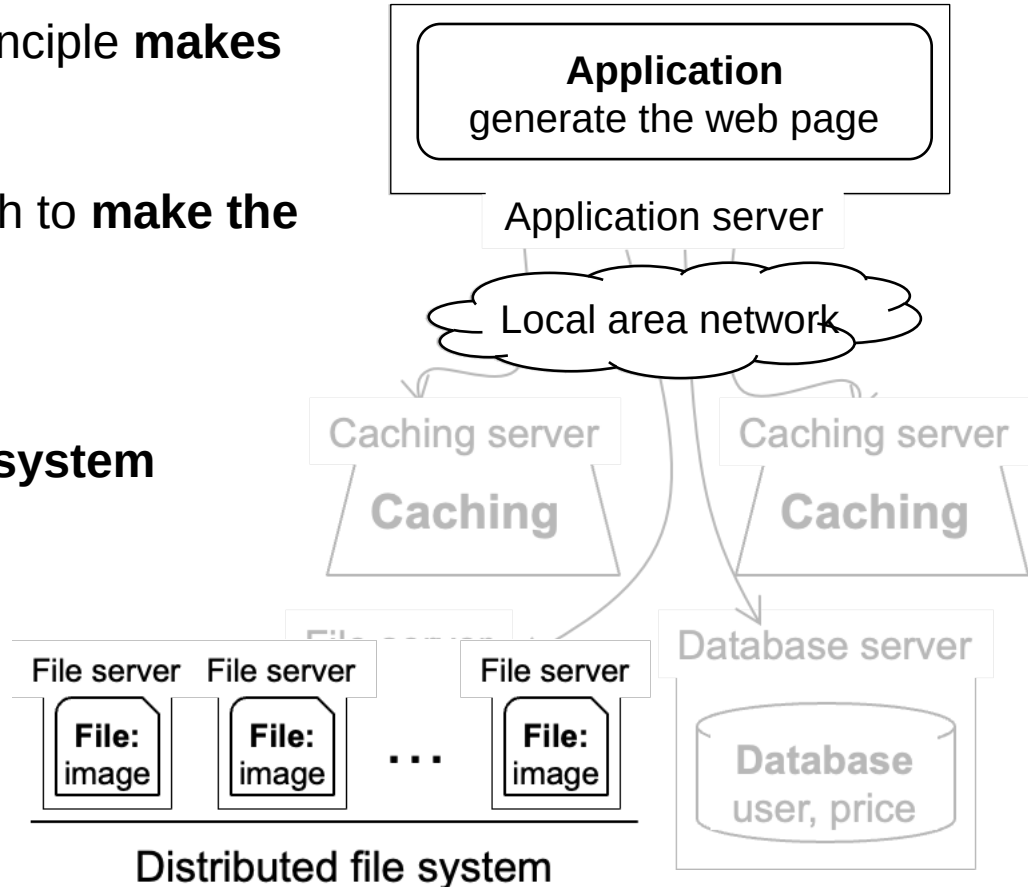 nciple makes
h to make the
system
Application
generate the web page
Application server
Local area network
Caching server
Caching
Caching server
Caching
File server
Database server
Database
user, price
File server File server File server
File: File: ... File:
image image image
Distributed file system